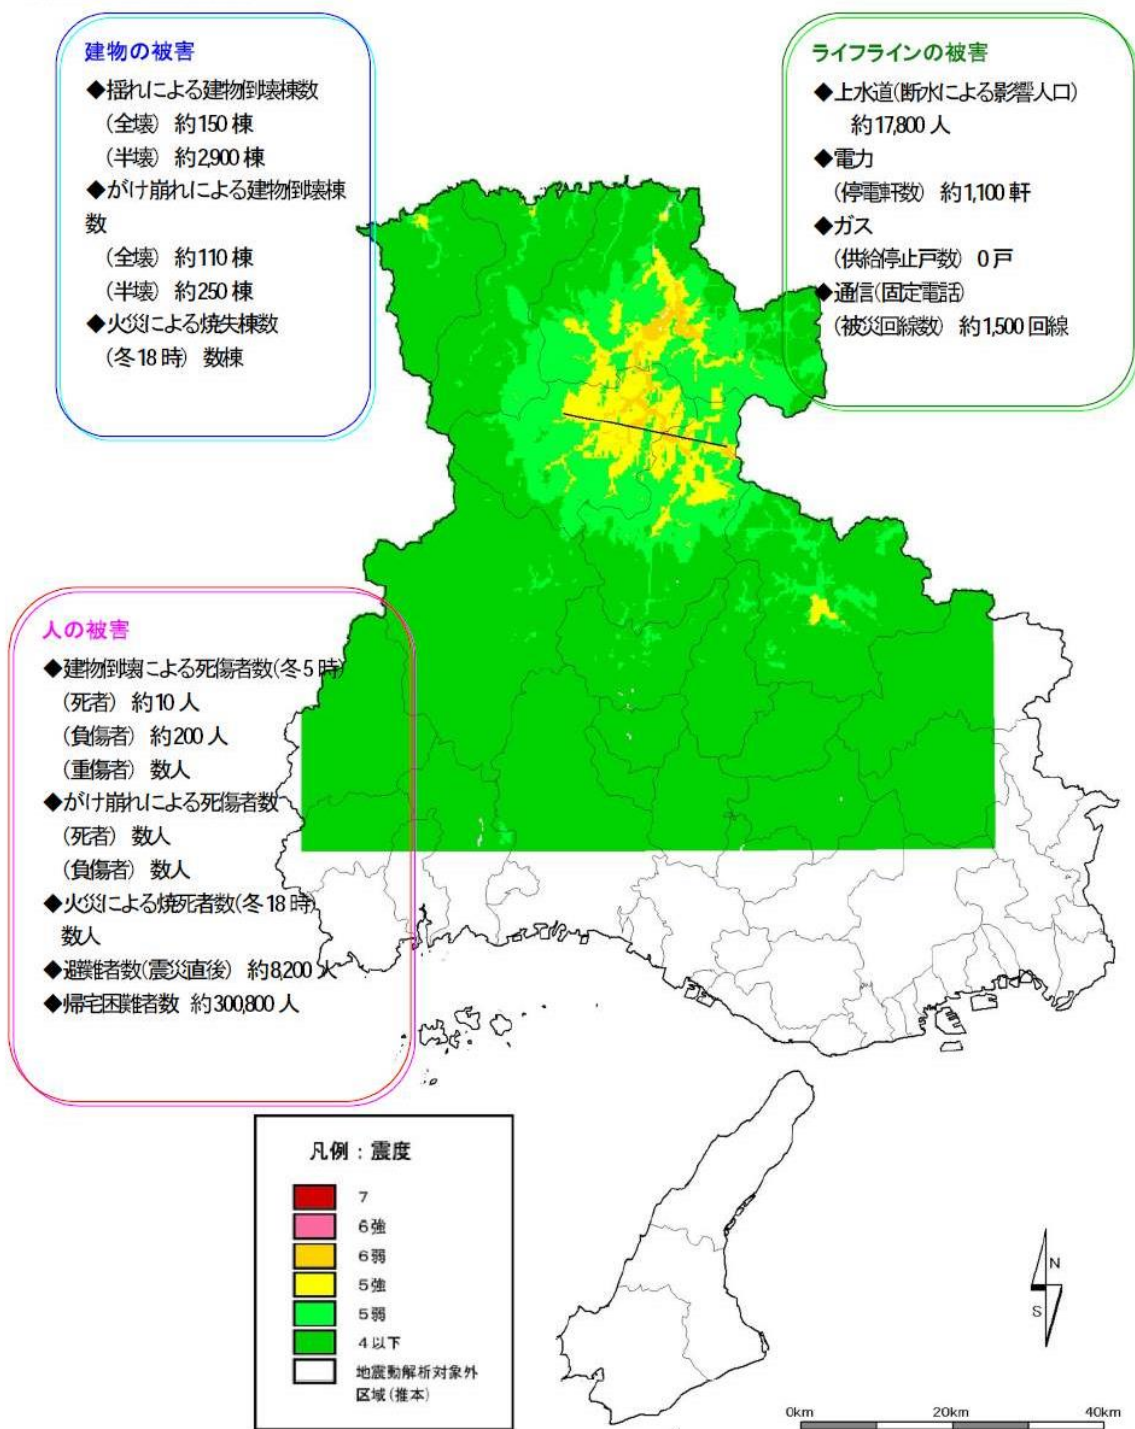 建物の被害
◆揺れによる建物倒壊棟数
(全壊) 約150棟
(半壊) 約2,900棟
◆がけ崩れによる建物倒壊棟
数
(全壊) 約110棟
(半壊) 約250棟
◆火災による焼失棟数
(冬18時) 数棟
ライフラインの被害
◆上水道(断水による影響人口)
約17,800人
◆電力
(停電軒数) 約1,100軒
◆ガス
(供給停止戸数) 0戸
◆通信(固定電話)
(被災回線数) 約1,500回線
人の被害
◆建物倒壊による死傷者数(冬5時)
(死者) 約10人
(負傷者) 約200人
(重傷者) 数人
◆がけ崩れによる死傷者数
(死者) 数人
(負傷者) 数人
◆火災による焼死者数(冬18時)
数人
◆避難者数(震災直後) 約8,200人
◆帰宅困難者数 約300,800人
凡例:震度
7
6強
6弱
5強
5弱
4以下
地震動解析対象外
区域(推本)
N
S
0km 20km 40km